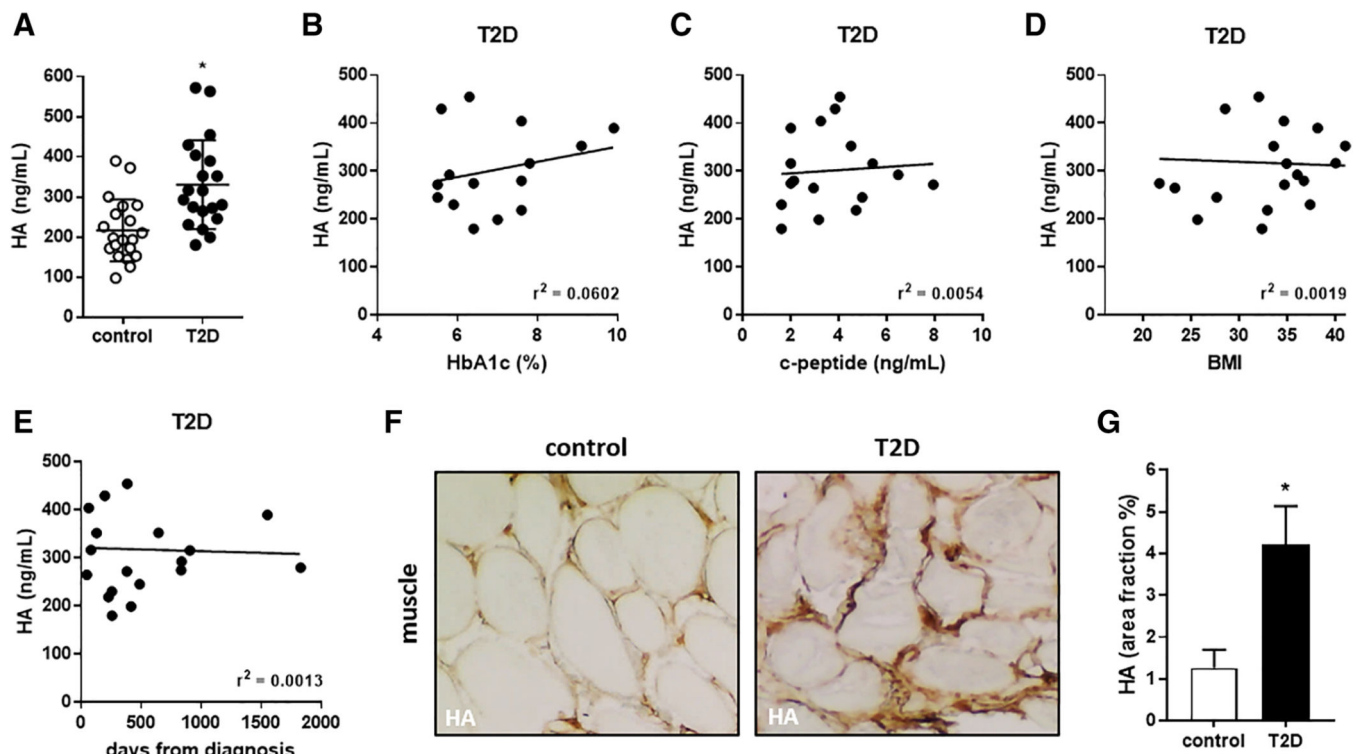 A
HA (ng/mL)
600
500
400
300
200
100
0
*
control T2D
B
T2D
HA (ng/mL)
500
400
300
200
100
0
r² = 0.0602
4 6 8 10
HbA1c (%)
C
T2D
HA (ng/mL)
500
400
300
200
100
0
r² = 0.0054
0 2 4 6 8 10
c-peptide (ng/mL)
D
T2D
HA (ng/mL)
500
400
300
200
100
0
r² = 0.0019
20 25 30 35 40
BMI
E
T2D
HA (ng/mL)
500
400
300
200
100
0
r² = 0.0013
0 500 1000 1500 2000
days from diagnosis
F
control T2D
muscle
HA HA
G
HA (area fraction %)
6
5
4
3
2
1
0
*
control T2D